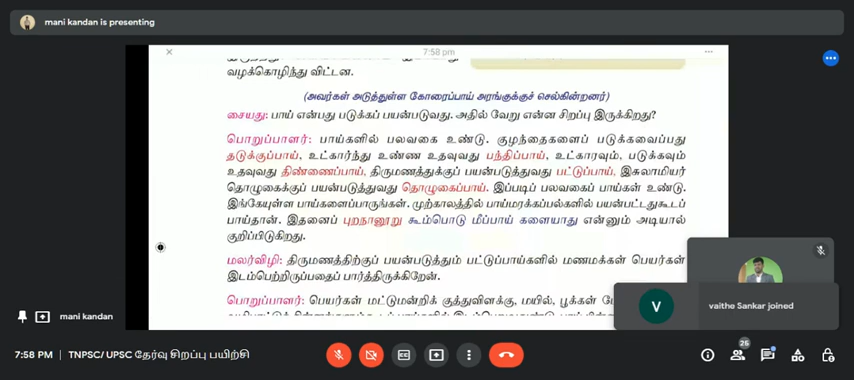 mani kandan is presenting
7:58 pm
வழக்கொழிந்து விட்டன.
(அவர்கள் அடுத்துள்ள கோரைப்பாய் அரங்குக்குச் செல்கின்றனர்)
சையது: பாய் என்பது படுக்கப் பயன்படுவது. அதில் வேறு என்ன சிறப்பு இருக்கிறது?
பொறுப்பாளர்: பாய்களில் பலவகை உண்டு. குழந்தைகளைப் படுக்கவைப்பது
தடுக்குப்பாய், உட்கார்ந்து உண்ண உதவுவது பந்திப்பாய், உட்காரவும், படுக்கவும்
உதவுவது திண்ணைப்பாய், திருமணத்துக்குப் பயன்படுத்துவது பட்டுப்பாய், இசுலாமியர்
தொழுகைக்குப் பயன்படுத்துவது தொழுகைப்பாய். இப்படிப் பலவகைப் பாய்கள் உண்டு.
இங்கேயுள்ள பாய்களைப்பாருங்கள். முற்காலத்தில் பாய்மரக்கப்பல்களில் பயன்பட்டதுகூடப்
பாய்தான். இதனைப் புறநானூறு கூம்பொடு மீப்பாய் களையாது என்னும் அடியால்
குறிப்பிடுகிறது.
மலர்விழி: திருமணத்திற்குப் பயன்படுத்தும் பட்டுப்பாய்களில் மணமக்கள் பெயர்கள்
இடம்பெற்றிருப்பதைப் பார்த்திருக்கிறேன்.
பொறுப்பாளர்: பெயர்கள் மட்டுமன்றிக் குத்துவிளக்கு, மயில், பூக்கள்
mani kandan
V
vaithe Sankar joined
7:58 PM | TNPSC/ UPSC தேர்வு சிறப்பு பயிற்சி
26